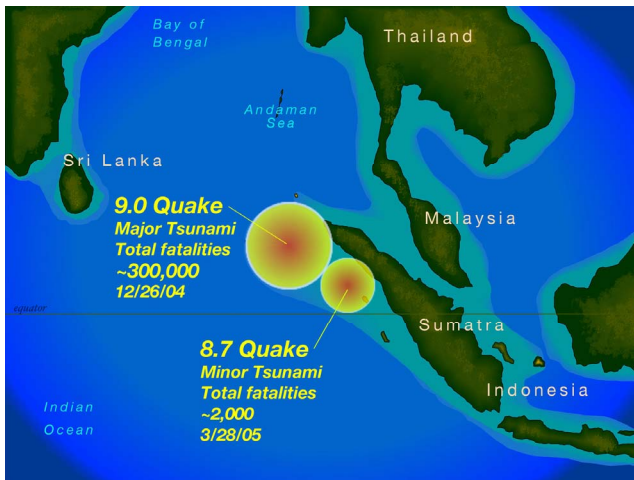 Bay of
Bengal
Thailand
Andaman
Sea
Sri Lanka
9.0 Quake
Major Tsunami
Total fatalities
~300,000
12/26/04
Malaysia
equator
Sumatra
8.7 Quake
Minor Tsunami
Total fatalities
~2,000
3/28/05
Indonesia
Indian
Ocean